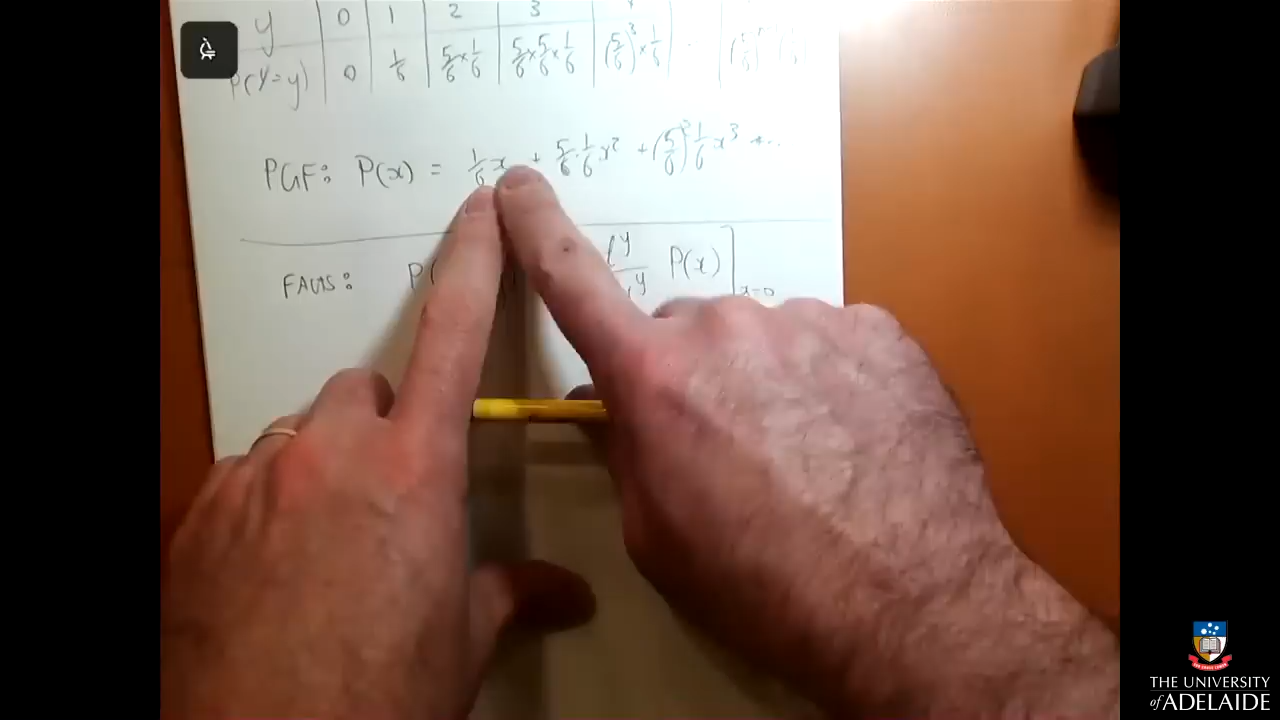 y 0 1 2 3
P(Y=y) 0 1/6 5/6 × 1/6 5/6 × 5/6 × 1/6 (5/6)³ × 1/6
PGF: P(x) = 1/6 x + 5/6 · 1/6 x² + (5/6)² 1/6 x³ + ...
FACTS: P( P(x)]x=0
THE UNIVERSITY
of ADELAIDE